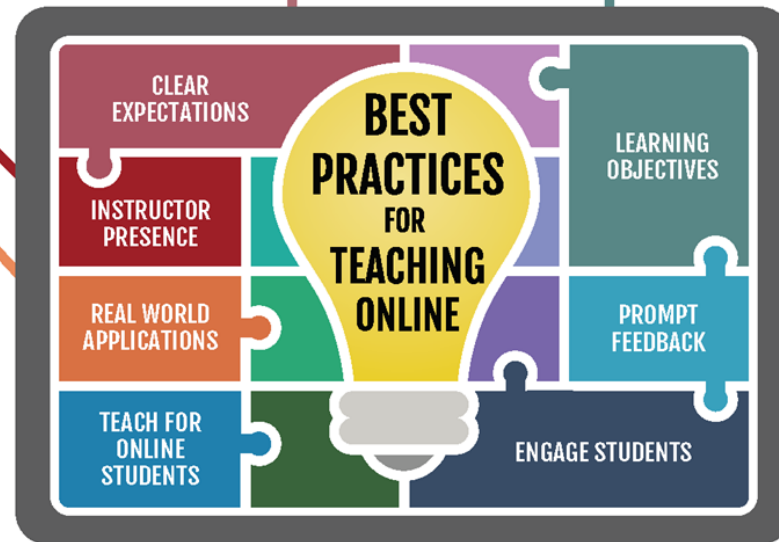 CLEAR
EXPECTATIONS
INSTRUCTOR
PRESENCE
REAL WORLD
APPLICATIONS
TEACH FOR
ONLINE
STUDENTS
BEST
PRACTICES
FOR
TEACHING
ONLINE
LEARNING
OBJECTIVES
PROMPT
FEEDBACK
ENGAGE STUDENTS